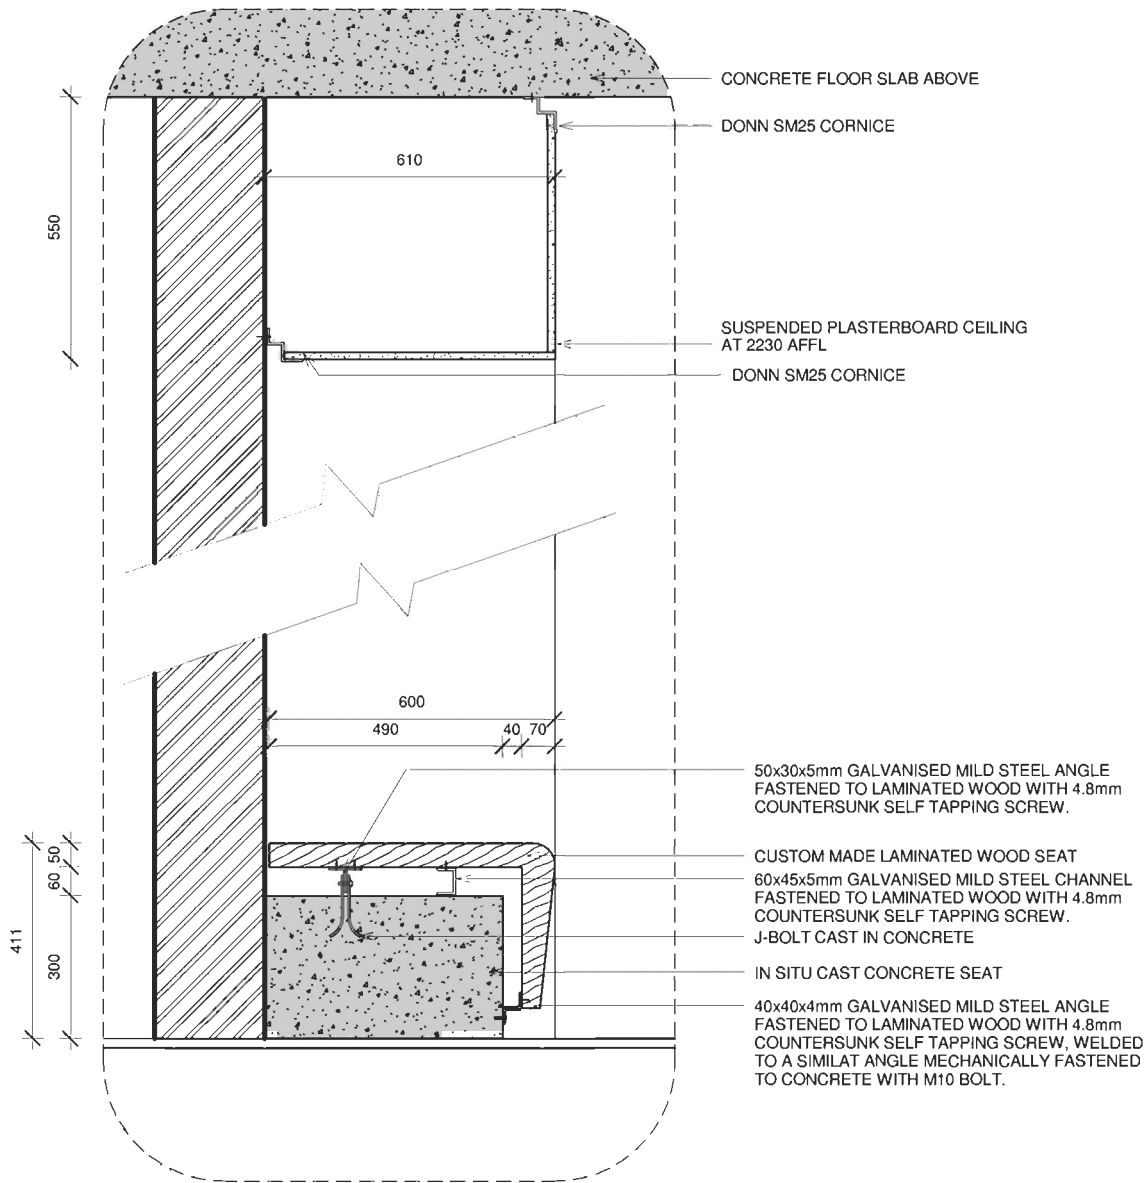 CONCRETE FLOOR SLAB ABOVE
DONN SM25 CORNICE
610
550
SUSPENDED PLASTERBOARD CEILING
AT 2230 AFFL
DONN SM25 CORNICE
600
490
40
70
50x30x5mm GALVANISED MILD STEEL ANGLE
FASTENED TO LAMINATED WOOD WITH 4.8mm
COUNTERSUNK SELF TAPPING SCREW.
50
CUSTOM MADE LAMINATED WOOD SEAT
60
60x45x5mm GALVANISED MILD STEEL CHANNEL
FASTENED TO LAMINATED WOOD WITH 4.8mm
COUNTERSUNK SELF TAPPING SCREW.
411
J-BOLT CAST IN CONCRETE
300
IN SITU CAST CONCRETE SEAT
40x40x4mm GALVANISED MILD STEEL ANGLE
FASTENED TO LAMINATED WOOD WITH 4.8mm
COUNTERSUNK SELF TAPPING SCREW, WELDED
TO A SIMILAT ANGLE MECHANICALLY FASTENED
TO CONCRETE WITH M10 BOLT.